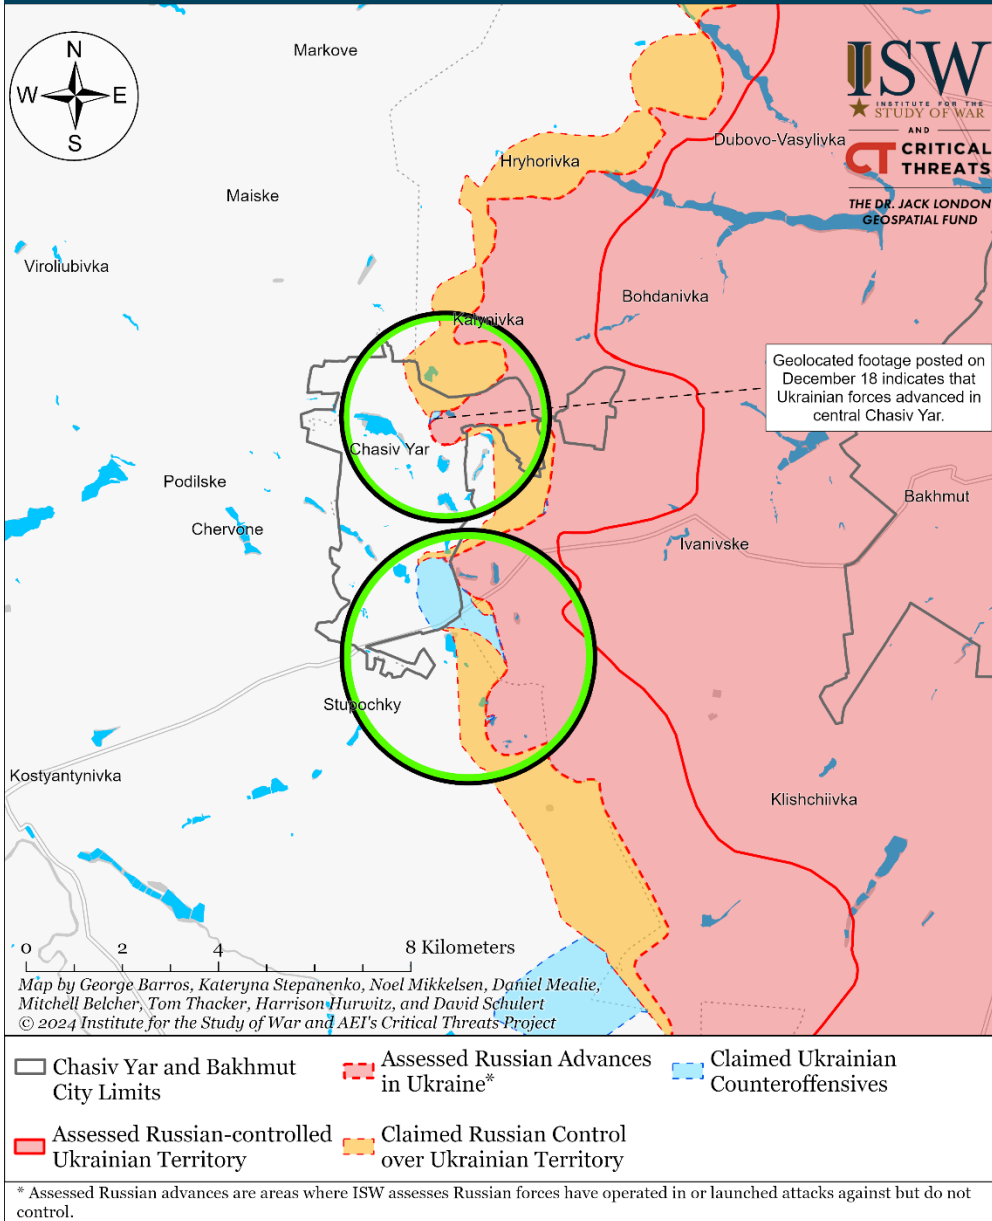 N
W
E
S
ISW
INSTITUTE FOR THE
STUDY OF WAR
AND
CT CRITICAL
THREATS
THE DR. JACK LONDON
GEOSPATIAL FUND
Markove
Hryhorivka
Dubovo-Vasylivka
Maiske
Viroliubivka
Bohdanivka
Kalynivka
Geolocated footage posted on
December 18 indicates that
Ukrainian forces advanced in
central Chasiv Yar.
Chasiv Yar
Podilske
Bakhmut
Chervone
Ivanivske
Stupochky
Kostyantynivka
Klishchiivka
0 2 4 8 Kilometers
Map by George Barros, Kateryna Stepanenko, Noel Mikkelsen, Daniel Mealie,
Mitchell Belcher, Tom Thacker, Harrison Hurwitz, and David Schulert
© 2024 Institute for the Study of War and AEI's Critical Threats Project
Chasiv Yar and Bakhmut
City Limits
Assessed Russian Advances
in Ukraine*
Claimed Ukrainian
Counteroffensives
Assessed Russian-controlled
Ukrainian Territory
Claimed Russian Control
over Ukrainian Territory
* Assessed Russian advances are areas where ISW assesses Russian forces have operated in or launched attacks against but do not
control.